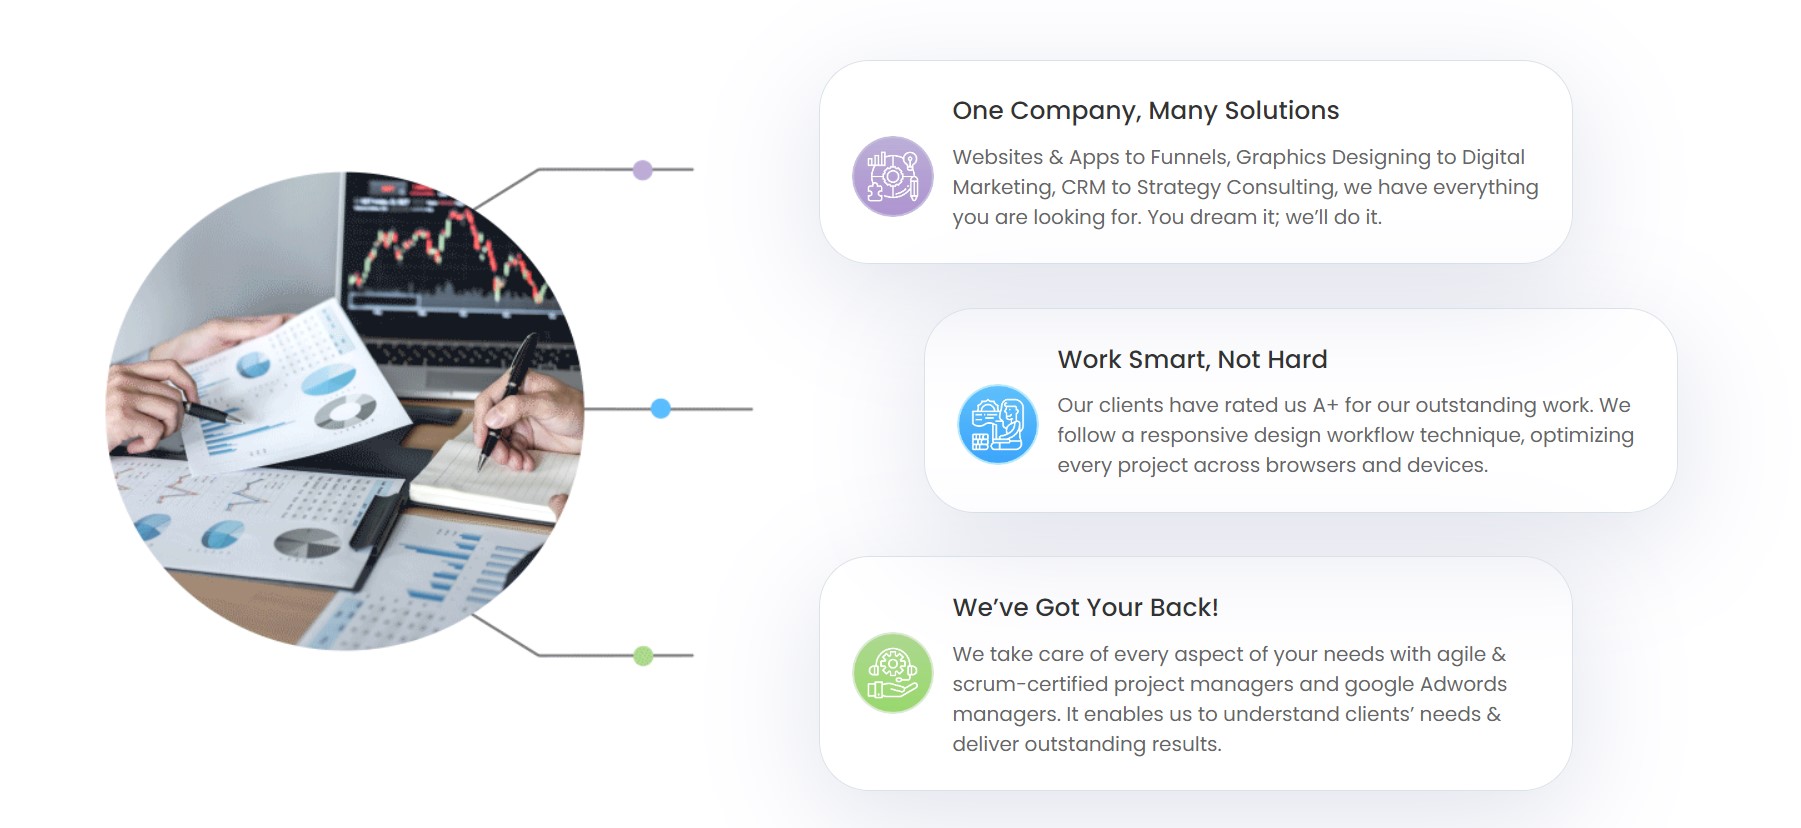 One Company, Many Solutions
Websites & Apps to Funnels, Graphics Designing to Digital
Marketing, CRM to Strategy Consulting, we have everything
you are looking for. You dream it; we’ll do it.
Work Smart, Not Hard
Our clients have rated us A+ for our outstanding work. We
follow a responsive design workflow technique, optimizing
every project across browsers and devices.
We’ve Got Your Back!
We take care of every aspect of your needs with agile &
scrum-certified project managers and google Adwords
managers. It enables us to understand clients’ needs &
deliver outstanding results.